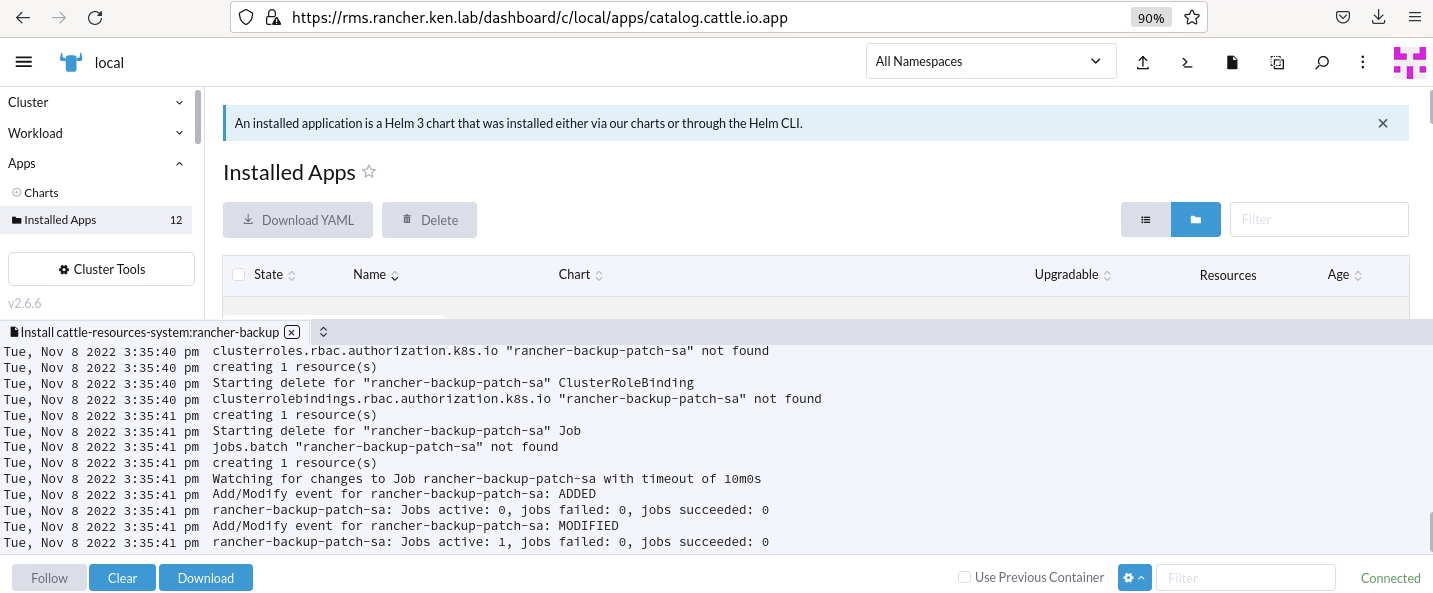 https://rms.rancher.ken.lab/dashboard/c/local/apps/catalog.cattle.io.app
90%
local
All Namespaces
Cluster
Workload
Apps
Charts
Installed Apps 12
Cluster Tools
v2.6.6
An installed application is a Helm 3 chart that was installed either via our charts or through the Helm CLI.
Installed Apps
Download YAML
Delete
Filter
State Name Chart Upgradable Resources Age
Install cattle-resources-system:rancher-backup
Tue, Nov 8 2022 3:35:40 pm clusterroles.rbac.authorization.k8s.io "rancher-backup-patch-sa" not found
Tue, Nov 8 2022 3:35:40 pm creating 1 resource(s)
Tue, Nov 8 2022 3:35:40 pm Starting delete for "rancher-backup-patch-sa" ClusterRoleBinding
Tue, Nov 8 2022 3:35:40 pm clusterrolebindings.rbac.authorization.k8s.io "rancher-backup-patch-sa" not found
Tue, Nov 8 2022 3:35:41 pm creating 1 resource(s)
Tue, Nov 8 2022 3:35:41 pm Starting delete for "rancher-backup-patch-sa" Job
Tue, Nov 8 2022 3:35:41 pm jobs.batch "rancher-backup-patch-sa" not found
Tue, Nov 8 2022 3:35:41 pm creating 1 resource(s)
Tue, Nov 8 2022 3:35:41 pm Watching for changes to Job rancher-backup-patch-sa with timeout of 10m0s
Tue, Nov 8 2022 3:35:41 pm Add/Modify event for rancher-backup-patch-sa: ADDED
Tue, Nov 8 2022 3:35:41 pm rancher-backup-patch-sa: Jobs active: 0, jobs failed: 0, jobs succeeded: 0
Tue, Nov 8 2022 3:35:41 pm Add/Modify event for rancher-backup-patch-sa: MODIFIED
Tue, Nov 8 2022 3:35:41 pm rancher-backup-patch-sa: Jobs active: 1, jobs failed: 0, jobs succeeded: 0
Follow
Clear
Download
Use Previous Container
Filter
Connected